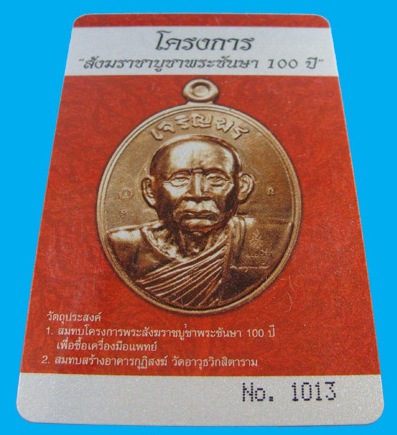 โครงการ
"สังฆราชาบูชาพระชันษา 100 ปี"
เจริญพร
วัตถุประสงค์
1. สมทบโครงการพระสังฆราชบูชาพระชันษา 100 ปี
เพื่อซื้อเครื่องมือแพทย์
2. สมทบสร้างอาคารกุฏิสงฆ์ วัดอาวุธวิกสิตาราม
No. 1013